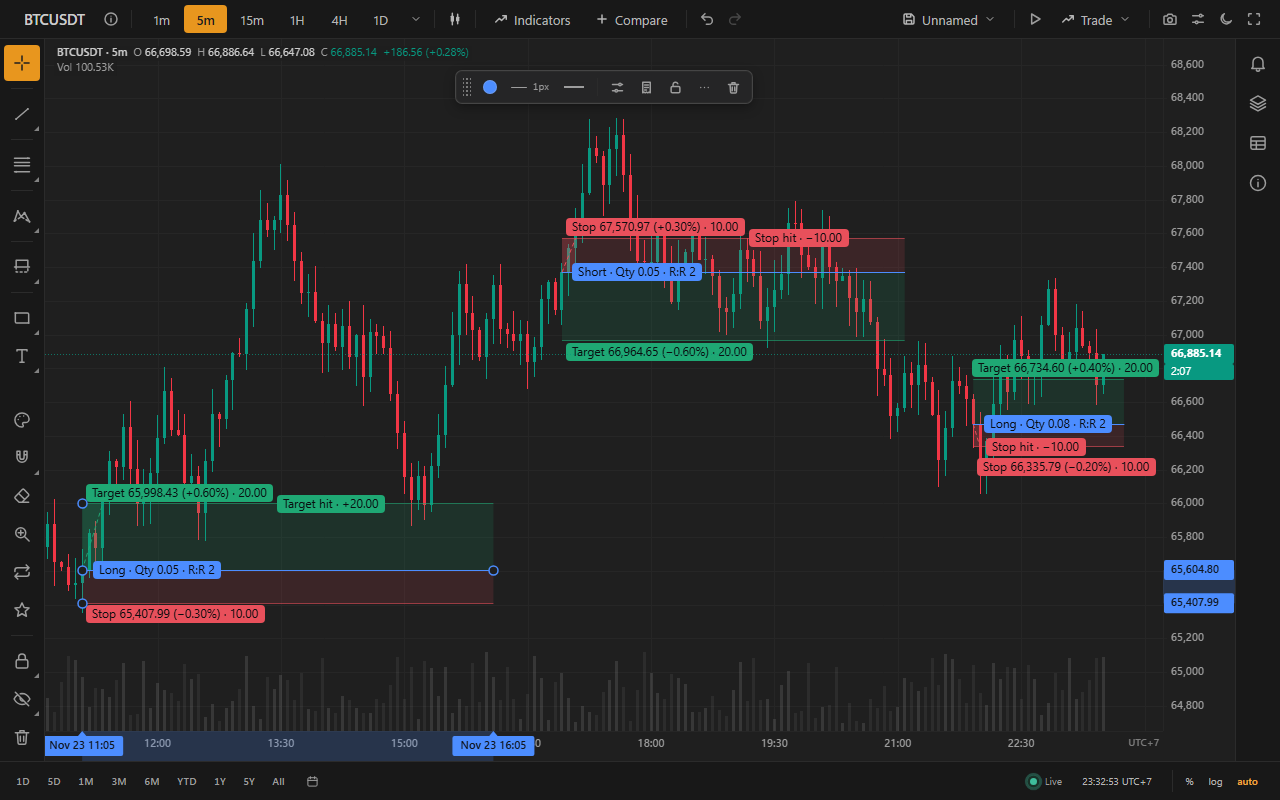 BTCUSDT 1m 5m 15m 1H 4H 1D Indicators Compare Unnamed Trade
BTCUSDT · 5m O 66,698.59 H 66,886.64 L 66,647.08 C 66,885.14 +186.56 (+0.28%)
Vol 100.53K
1px
68,600
68,400
68,200
68,000
67,800
67,600
67,400
67,200
67,000
66,885.14
2:07
66,600
66,400
66,200
66,000
65,800
65,604.80
65,407.99
65,200
65,000
64,800
Stop 67,570.97 (+0.30%) · 10.00
Stop hit · −10.00
Short · Qty 0.05 · R:R 2
Target 66,964.65 (−0.60%) · 20.00
Target 66,734.60 (+0.40%) · 20.00
Long · Qty 0.08 · R:R 2
Stop hit · −10.00
Stop 66,335.79 (−0.20%) · 10.00
Target 65,998.43 (+0.60%) · 20.00
Target hit · +20.00
Long · Qty 0.05 · R:R 2
Stop 65,407.99 (−0.30%) · 10.00
Nov 23 11:05 12:00 13:30 15:00 Nov 23 16:05 18:00 19:30 21:00 22:30 UTC+7
1D 5D 1M 3M 6M YTD 1Y 5Y All Live 23:32:53 UTC+7 % log auto